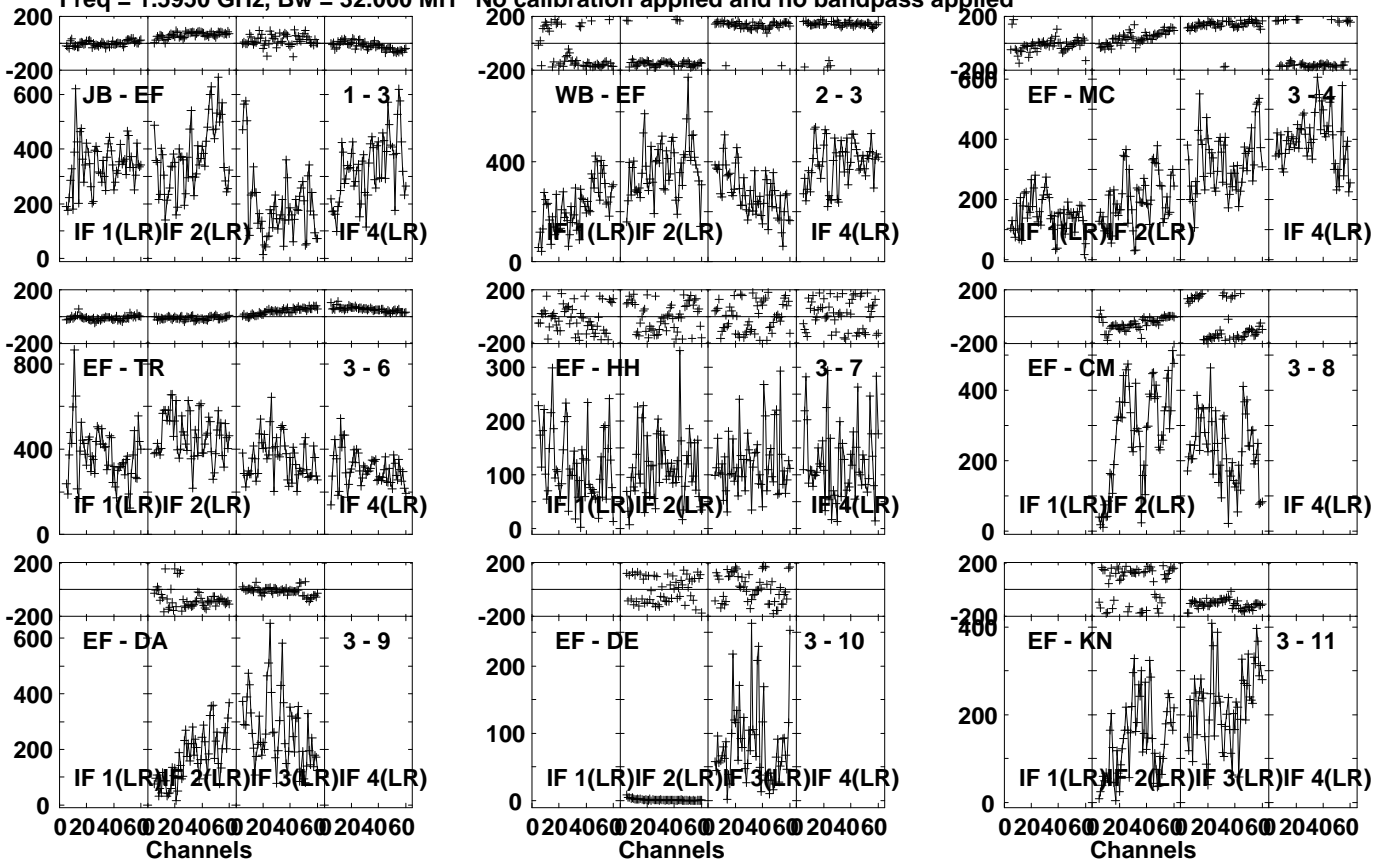 Freq = 1.5950 GHz, Bw = 32.000 MH No calibration applied and no bandpass applied
200
-200
600
400
200
0
JB - EF
1 - 3
IF 1(LR)
IF 2(LR)
IF 4(LR)
200
-200
400
0
WB - EF
2 - 3
IF 1(LR)
IF 2(LR)
IF 4(LR)
200
-200
600
400
200
0
EF - MC
3 - 4
IF 1(LR)
IF 2(LR)
IF 4(LR)
200
-200
800
400
0
EF - TR
3 - 6
IF 1(LR)
IF 2(LR)
IF 4(LR)
200
-200
300
200
100
0
EF - HH
3 - 7
IF 1(LR)
IF 2(LR)
IF 4(LR)
200
-200
400
200
0
EF - CM
3 - 8
IF 1(LR)
IF 2(LR)
IF 4(LR)
200
-200
600
400
200
0
EF - DA
3 - 9
IF 1(LR)
IF 2(LR)
IF 3(LR)
IF 4(LR)
0 20 40 60 0 20 40 60 0 20 40 60 0 20 40 60
Channels
200
-200
200
100
0
EF - DE
3 - 10
IF 1(LR)
IF 2(LR)
IF 3(LR)
IF 4(LR)
0 20 40 60 0 20 40 60 0 20 40 60 0 20 40 60
Channels
200
-200
400
200
0
EF - KN
3 - 11
IF 1(LR)
IF 2(LR)
IF 3(LR)
IF 4(LR)
0 20 40 60 0 20 40 60 0 20 40 60 0 20 40 60
Channels